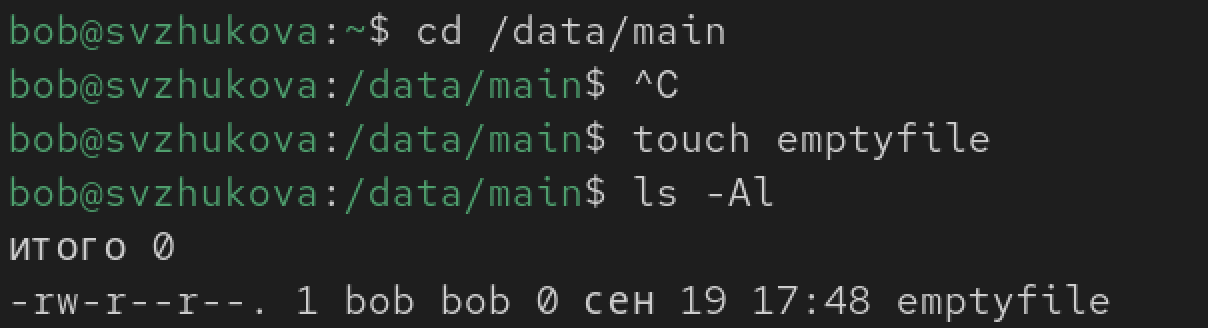 bob@svzhukova:~$ cd /data/main
bob@svzhukova:/data/main$ ^C
bob@svzhukova:/data/main$ touch emptyfile
bob@svzhukova:/data/main$ ls -Al
итого 0
-rw-r--r--. 1 bob bob 0 сен 19 17:48 emptyfile